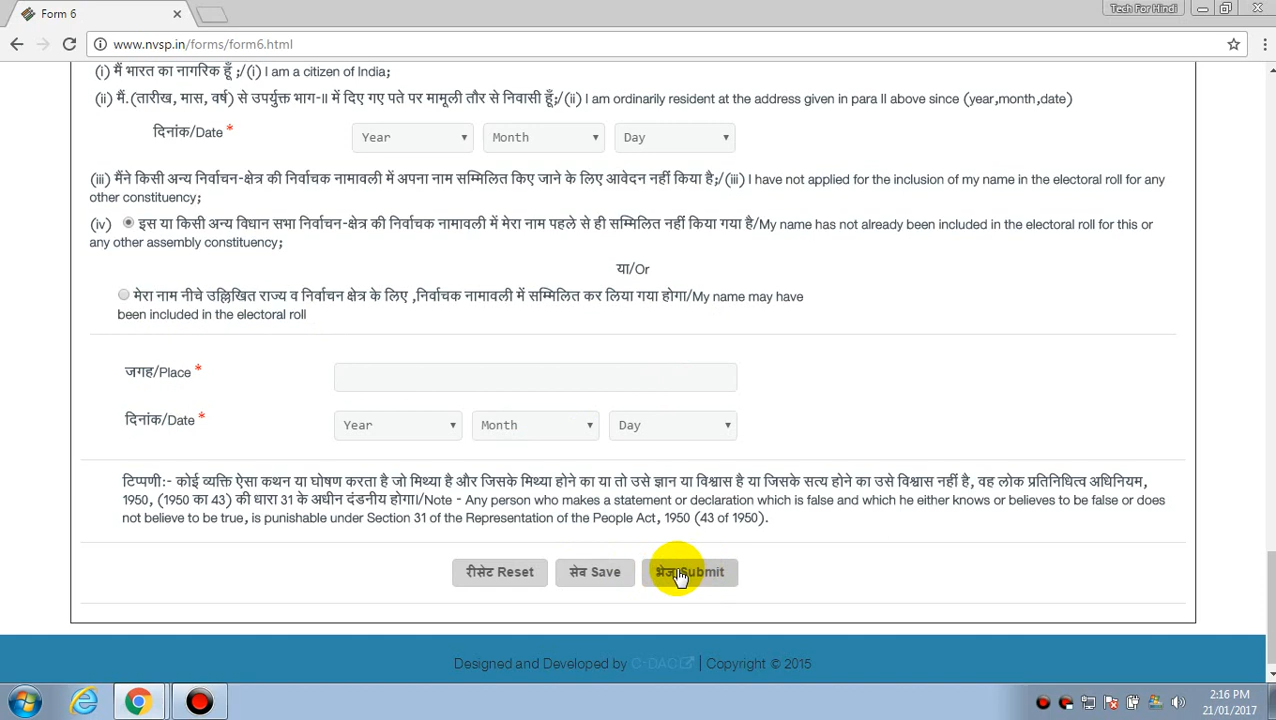 Form 6
Tech For Hindi
www.nvsp.in/forms/form6.html
(i) मैं भारत का नागरिक हूँ ;/(i) I am a citizen of India;
(ii) मैं.(तारीख, मास, वर्ष) से उपर्युक्त भाग-II में दिए गए पते पर मामूली तौर से निवासी हूँ;/(ii) I am ordinarily resident at the address given in para II above since (year,month,date)
दिनांक/Date * Year Month Day
(iii) मैंने किसी अन्य निर्वाचन-क्षेत्र की निर्वाचक नामावली में अपना नाम सम्मिलित किए जाने के लिए आवेदन नहीं किया है;/(iii) I have not applied for the inclusion of my name in the electoral roll for any
other constituency;
(iv) इस या किसी अन्य विधान सभा निर्वाचन-क्षेत्र की निर्वाचक नामावली में मेरा नाम पहले से ही सम्मिलित नहीं किया गया है/My name has not already been included in the electoral roll for this or
any other assembly constituency;
या/Or
मेरा नाम नीचे उल्लिखित राज्य व निर्वाचन क्षेत्र के लिए ,निर्वाचक नामावली में सम्मिलित कर लिया गया होगा/My name may have
been included in the electoral roll
जगह/Place *
दिनांक/Date * Year Month Day
टिप्पणी:- कोई व्यक्ति ऐसा कथन या घोषण करता है जो मिथ्या है और जिसके मिथ्या होने का या तो उसे ज्ञान या विश्वास है या जिसके सत्य होने का उसे विश्वास नहीं है, वह लोक प्रतिनिधित्व अधिनियम,
1950, (1950 का 43) की धारा 31 के अधीन दंडनीय होगा।/Note - Any person who makes a statement or declaration which is false and which he either knows or believes to be false or does
not believe to be true, is punishable under Section 31 of the Representation of the People Act, 1950 (43 of 1950).
रीसेट Reset सेव Save भेजे Submit
Designed and Developed by C-DAC | Copyright © 2015
2:16 PM
21/01/2017